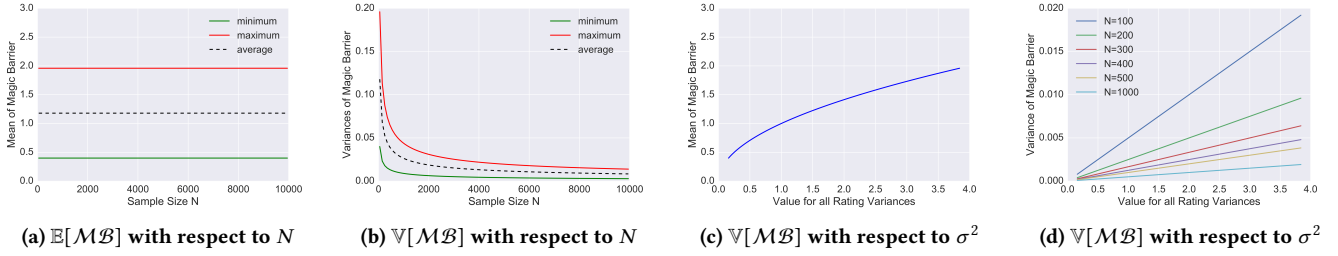 Mean of Magic Barrier
3.0
2.5
2.0
1.5
1.0
0.5
0.0
minimum
maximum
average
0 2000 4000 6000 8000 10000
Sample Size N
(a) 𝔼[ℳℬ] with respect to N
Variances of Magic Barrier
0.20
0.15
0.10
0.05
0.00
minimum
maximum
average
0 2000 4000 6000 8000 10000
Sample Size N
(b) 𝕍[ℳℬ] with respect to N
Mean of Magic Barrier
3.0
2.5
2.0
1.5
1.0
0.5
0.0
0.0 0.5 1.0 1.5 2.0 2.5 3.0 3.5 4.0
Value for all Rating Variances
(c) 𝕍[ℳℬ] with respect to σ²
Variance of Magic Barrier
0.020
0.015
0.010
0.005
0.000
N=100
N=200
N=300
N=400
N=500
N=1000
0.0 0.5 1.0 1.5 2.0 2.5 3.0 3.5 4.0
Value for all Rating Variances
(d) 𝕍[ℳℬ] with respect to σ²